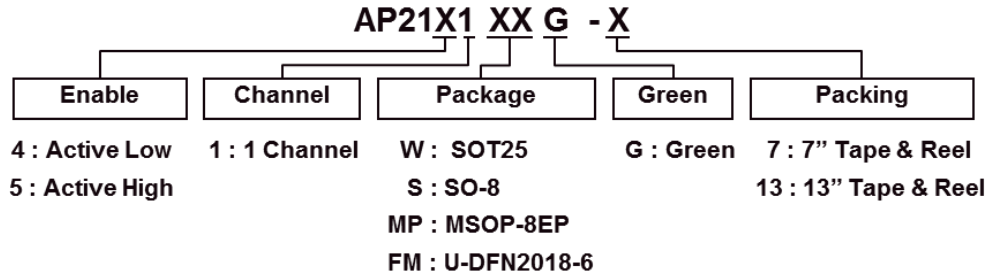 AP21X1 XX G - X
Enable Channel Package Green Packing
4 : Active Low 1 : 1 Channel W : SOT25 G : Green 7 : 7” Tape & Reel
5 : Active High S : SO-8 13 : 13” Tape & Reel
MP : MSOP-8EP
FM : U-DFN2018-6